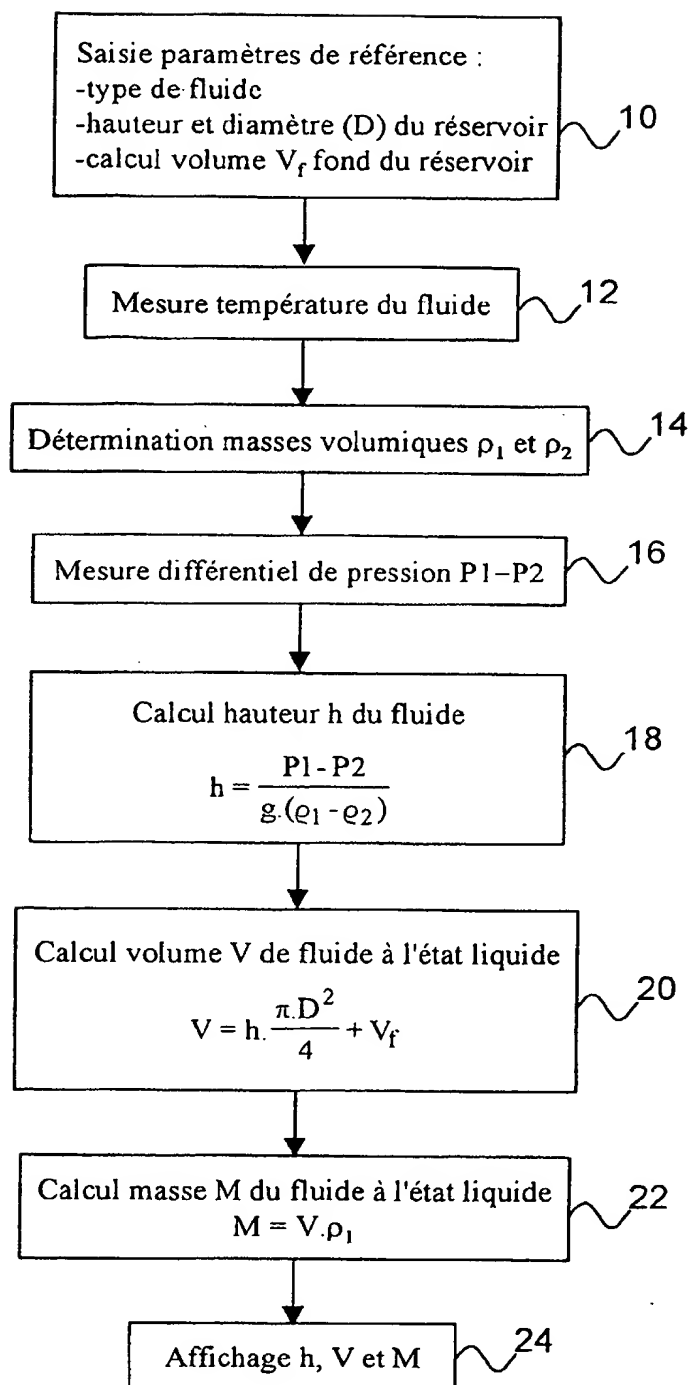 Saisie paramètres de référence :
-type de fluide
-hauteur et diamètre (D) du réservoir
-calcul volume V_f fond du réservoir
10
Mesure température du fluide
12
Détermination masses volumiques ρ₁ et ρ₂
14
Mesure différentiel de pression P1–P2
16
Calcul hauteur h du fluide
h = P1 - P2 / g.(ρ₁ - ρ₂)
18
Calcul volume V de fluide à l'état liquide
V = h. π.D² / 4 + V_f
20
Calcul masse M du fluide à l'état liquide
M = V.ρ₁
22
Affichage h, V et M
24